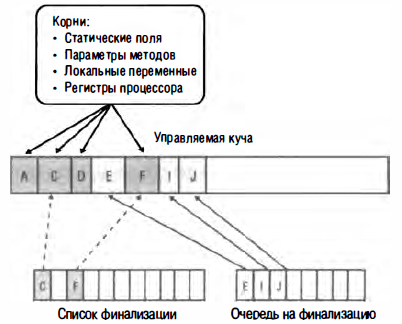 Корни:
• Статические поля
• Параметры методов
• Локальные переменные
• Регистры процессора
Управляемая куча
A C D E F I J
C F
E I J
Список финализации
Очередь на финализацию